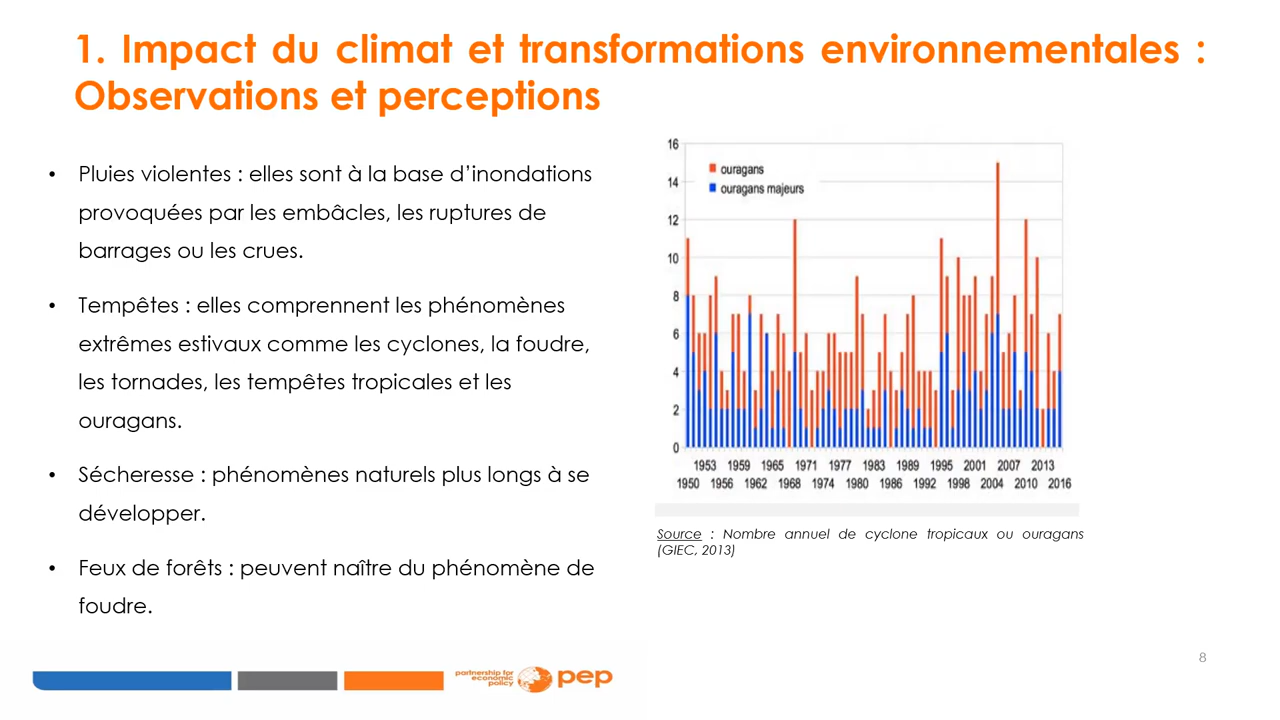 1. Impact du climat et transformations environnementales :
Observations et perceptions
• Pluies violentes : elles sont à la base d’inondations
provoquées par les embâcles, les ruptures de
barrages ou les crues.
• Tempêtes : elles comprennent les phénomènes
extrêmes estivaux comme les cyclones, la foudre,
les tornades, les tempêtes tropicales et les
ouragans.
• Sécheresse : phénomènes naturels plus longs à se
développer.
• Feux de forêts : peuvent naître du phénomène de
foudre.
16
14
12
10
8
6
4
2
0
ouragans
ouragans majeurs
1953 1959 1965 1971 1977 1983 1989 1995 2001 2007 2013
1950 1956 1962 1968 1974 1980 1986 1992 1998 2004 2010 2016
Source : Nombre annuel de cyclone tropicaux ou ouragans
(GIEC, 2013)
partnership for
economic
policy
pep
8